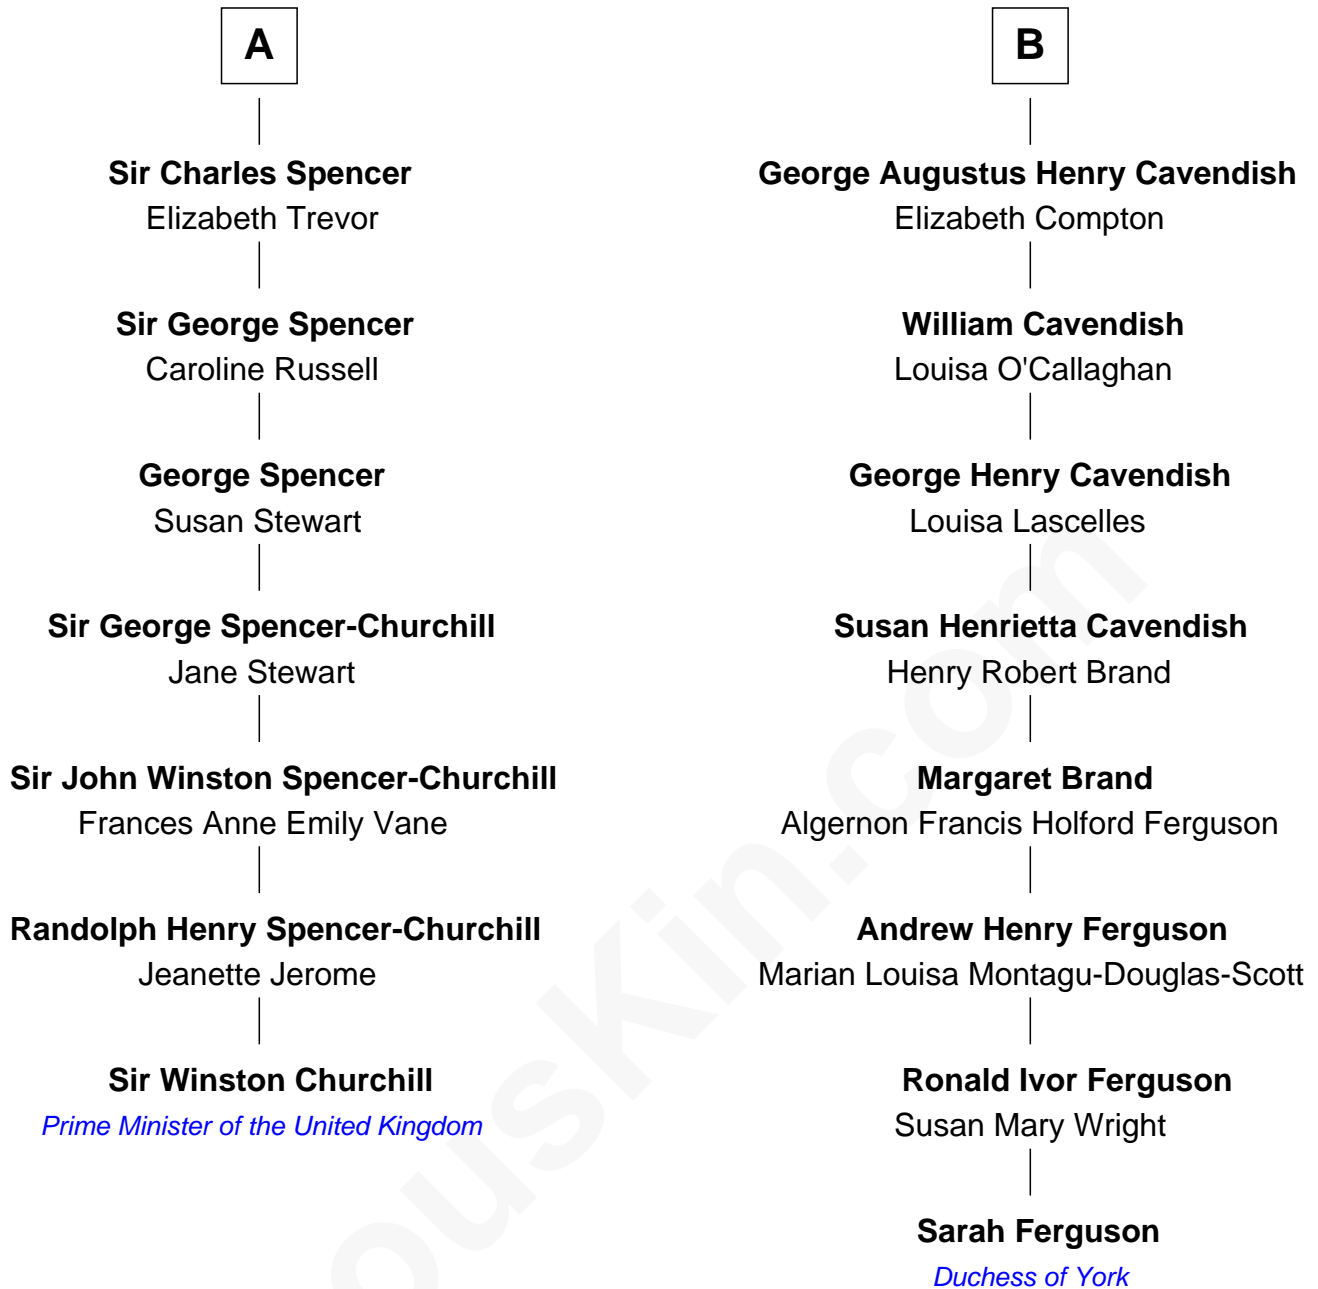 A
Sir Charles Spencer
Elizabeth Trevor
Sir George Spencer
Caroline Russell
George Spencer
Susan Stewart
Sir George Spencer-Churchill
Jane Stewart
Sir John Winston Spencer-Churchill
Frances Anne Emily Vane
Randolph Henry Spencer-Churchill
Jeanette Jerome
Sir Winston Churchill
Prime Minister of the United Kingdom
B
George Augustus Henry Cavendish
Elizabeth Compton
William Cavendish
Louisa O'Callaghan
George Henry Cavendish
Louisa Lascelles
Susan Henrietta Cavendish
Henry Robert Brand
Margaret Brand
Algernon Francis Holford Ferguson
Andrew Henry Ferguson
Marian Louisa Montagu-Douglas-Scott
Ronald Ivor Ferguson
Susan Mary Wright
Sarah Ferguson
Duchess of York
ousKin.com